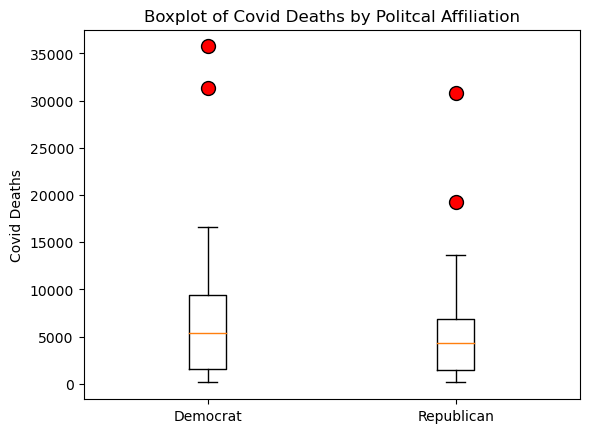 Boxplot of Covid Deaths by Politcal Affiliation
35000
30000
25000
20000
15000
10000
5000
0
Covid Deaths
Democrat
Republican